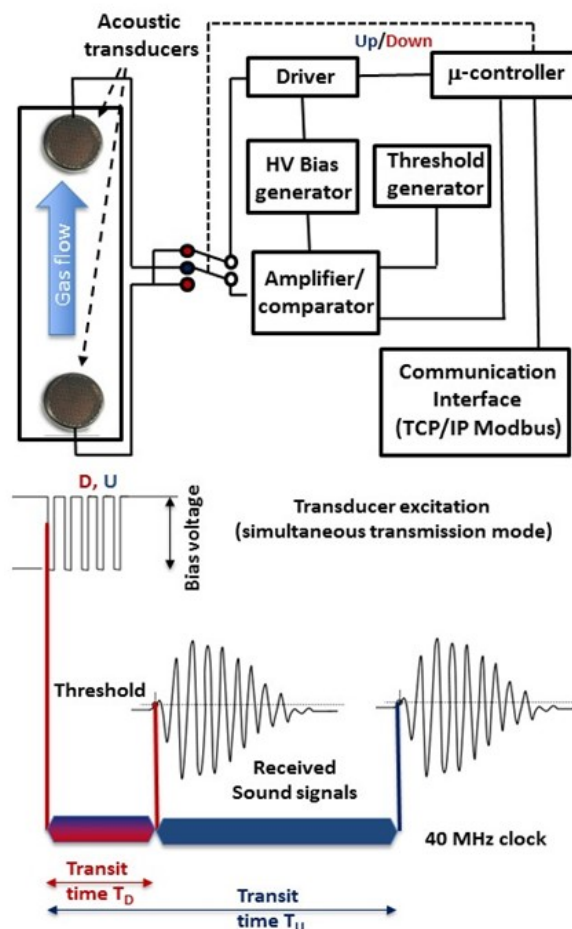 Acoustic
transducers
Up/Down
Driver
μ-controller
HV Bias
generator
Threshold
generator
Gas flow
Amplifier/
comparator
Communication
Interface
(TCP/IP Modbus)
D, U
Bias voltage
Transducer excitation
(simultaneous transmission mode)
Threshold
Received
Sound signals
40 MHz clock
Transit
time T_D
Transit
time T_U